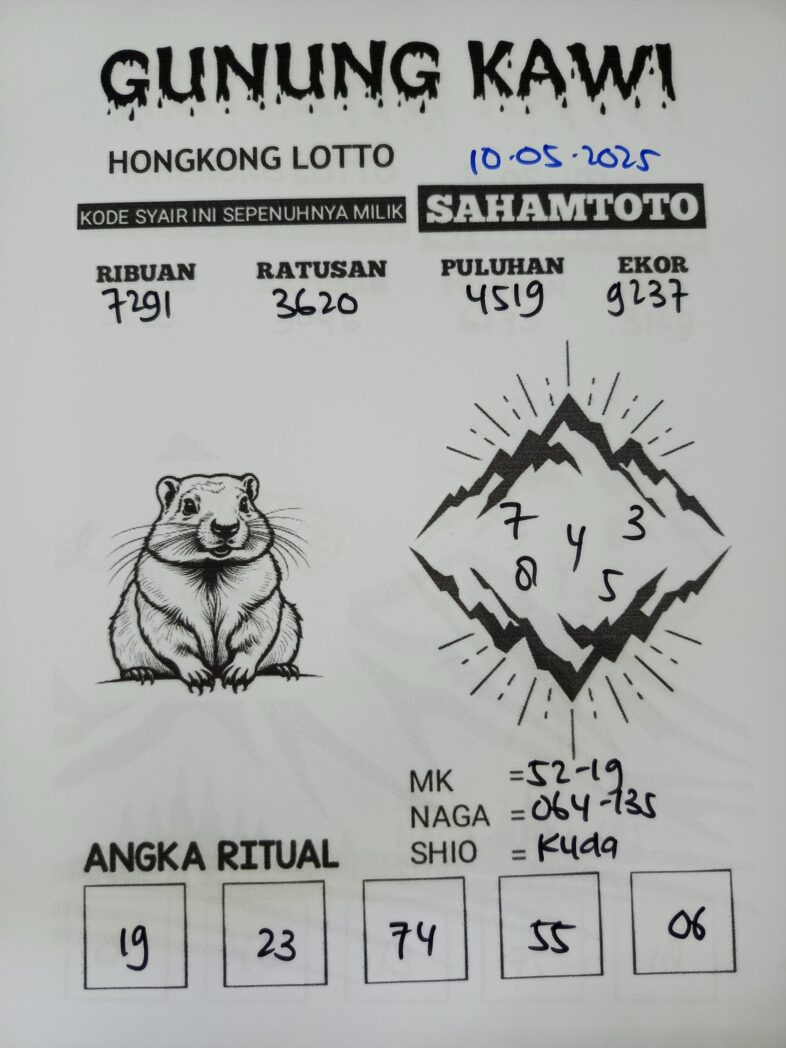 GUNUNG KAWI
HONGKONG LOTTO 10.05.2025
KODE SYAIR INI SEPENUHNYA MILIK SAHAMTOTO
RIBUAN RATUSAN PULUHAN EKOR
7291 3620 4519 9237
7 4 3
0 5
MK = 52-19
NAGA = 064-735
SHIO = Kuda
ANGKA RITUAL
19 23 74 55 06